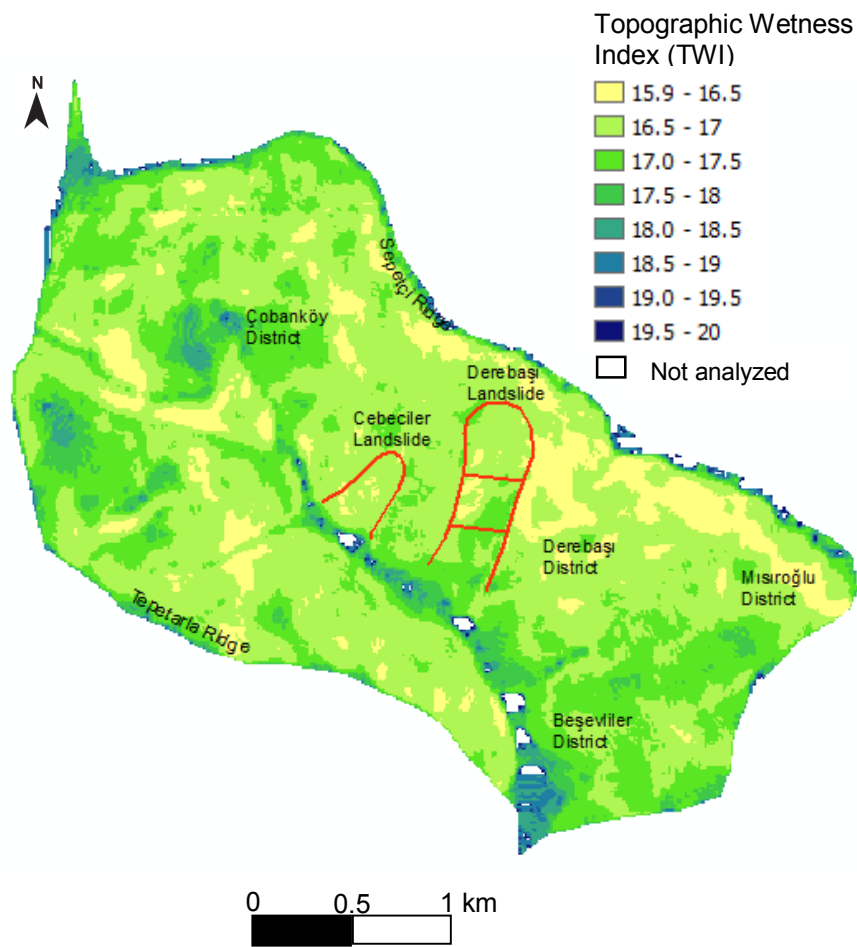 Topographic Wetness
Index (TWI)
15.9 - 16.5
16.5 - 17
17.0 - 17.5
17.5 - 18
18.0 - 18.5
18.5 - 19
19.0 - 19.5
19.5 - 20
Not analyzed
N
Sepetçi Ridge
Çobanköy
District
Derebaşı
Landslide
Cebeciler
Landslide
Derebaşı
District
Mısıroğlu
District
Tepetarla Ridge
Beşevliler
District
0 0.5 1 km